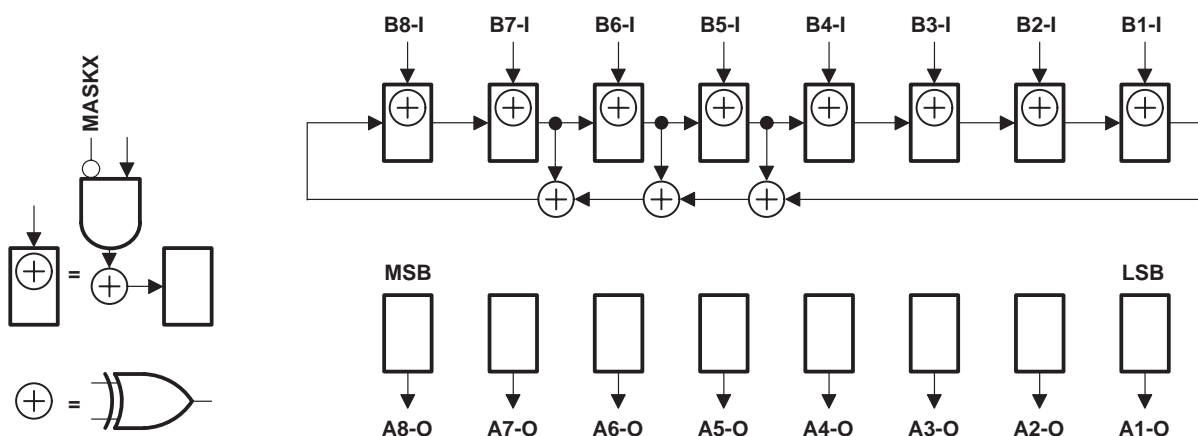 B8-I B7-I B6-I B5-I B4-I B3-I B2-I B1-I
MASKX
=
MSB LSB
=
A8-O A7-O A6-O A5-O A4-O A3-O A2-O A1-O